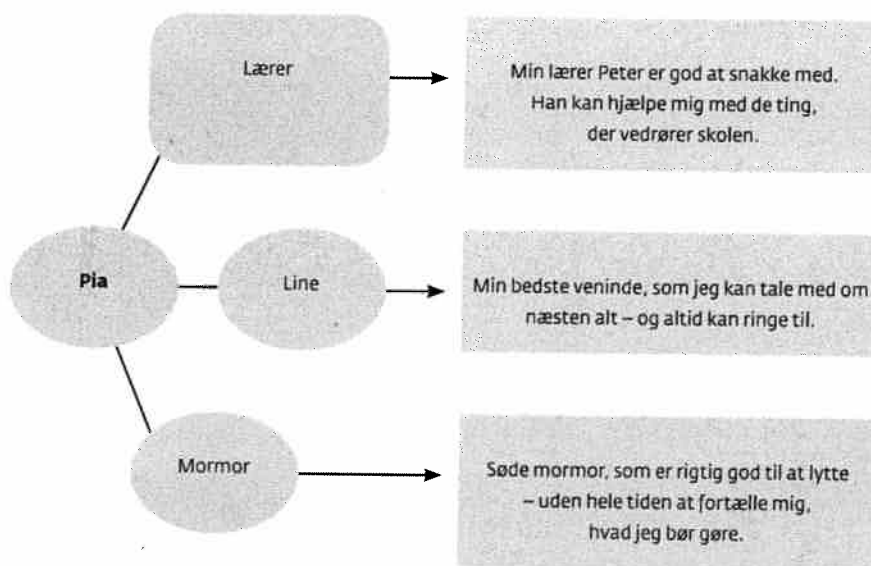 Lærer
Min lærer Peter er god at snakke med.
Han kan hjælpe mig med de ting,
der vedrører skolen.
Pia
Line
Min bedste veninde, som jeg kan tale med om
næsten alt – og altid kan ringe til.
Mormor
Søde mormor, som er rigtig god til at lytte
– uden hele tiden at fortælle mig,
hvad jeg bør gøre.